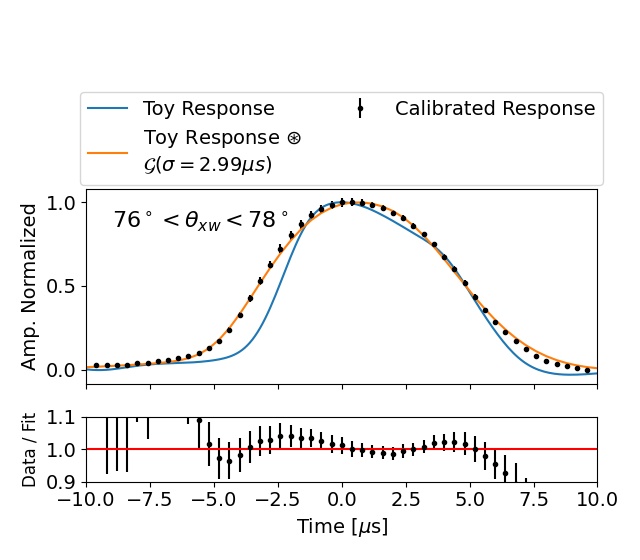 Toy Response
Calibrated Response
Toy Response ⊛
𝒢(σ = 2.99μs)
76° < θxw < 78°
Amp. Normalized
1.0
0.5
0.0
Data / Fit
1.1
1.0
0.9
−10.0 −7.5 −5.0 −2.5 0.0 2.5 5.0 7.5 10.0
Time [μs]